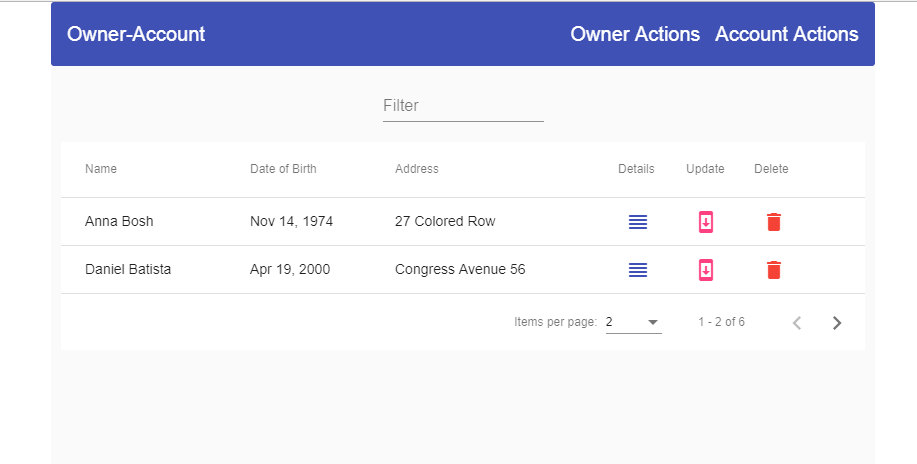 Owner-Account Owner Actions Account Actions
Filter
Name Date of Birth Address Details Update Delete
Anna Bosh Nov 14, 1974 27 Colored Row
Daniel Batista Apr 19, 2000 Congress Avenue 56
Items per page: 2 1 - 2 of 6